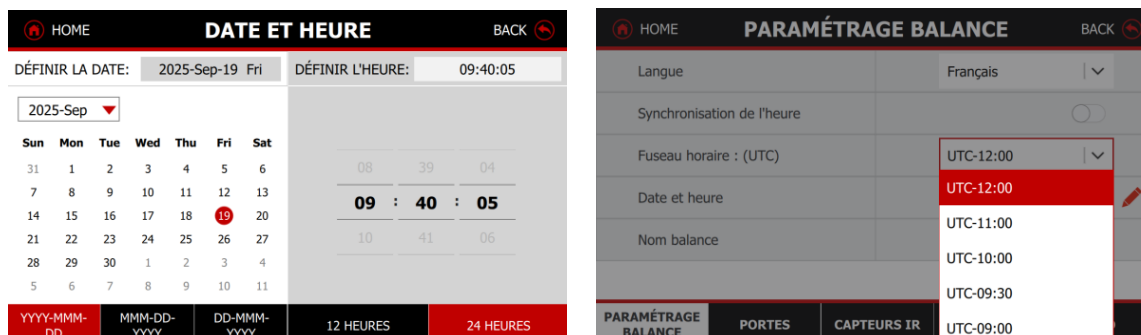 HOME DATE ET HEURE BACK
DÉFINIR LA DATE: 2025-Sep-19 Fri DÉFINIR L'HEURE: 09:40:05
2025-Sep
Sun Mon Tue Wed Thu Fri Sat
31 1 2 3 4 5 6
7 8 9 10 11 12 13
14 15 16 17 18 19 20
21 22 23 24 25 26 27
28 29 30 1 2 3 4
5 6 7 8 9 10 11
08 39 04
09 : 40 : 05
10 41 06
YYYY-MMM-DD MMM-DD-YYYY DD-MMM-YYYY 12 HEURES 24 HEURES
HOME PARAMÉTRAGE BALANCE BACK
Langue Français
Synchronisation de l'heure
Fuseau horaire : (UTC) UTC-12:00
UTC-12:00
Date et heure
UTC-11:00
Nom balance
UTC-10:00
UTC-09:30
UTC-09:00
PARAMÉTRAGE BALANCE PORTES CAPTEURS IR